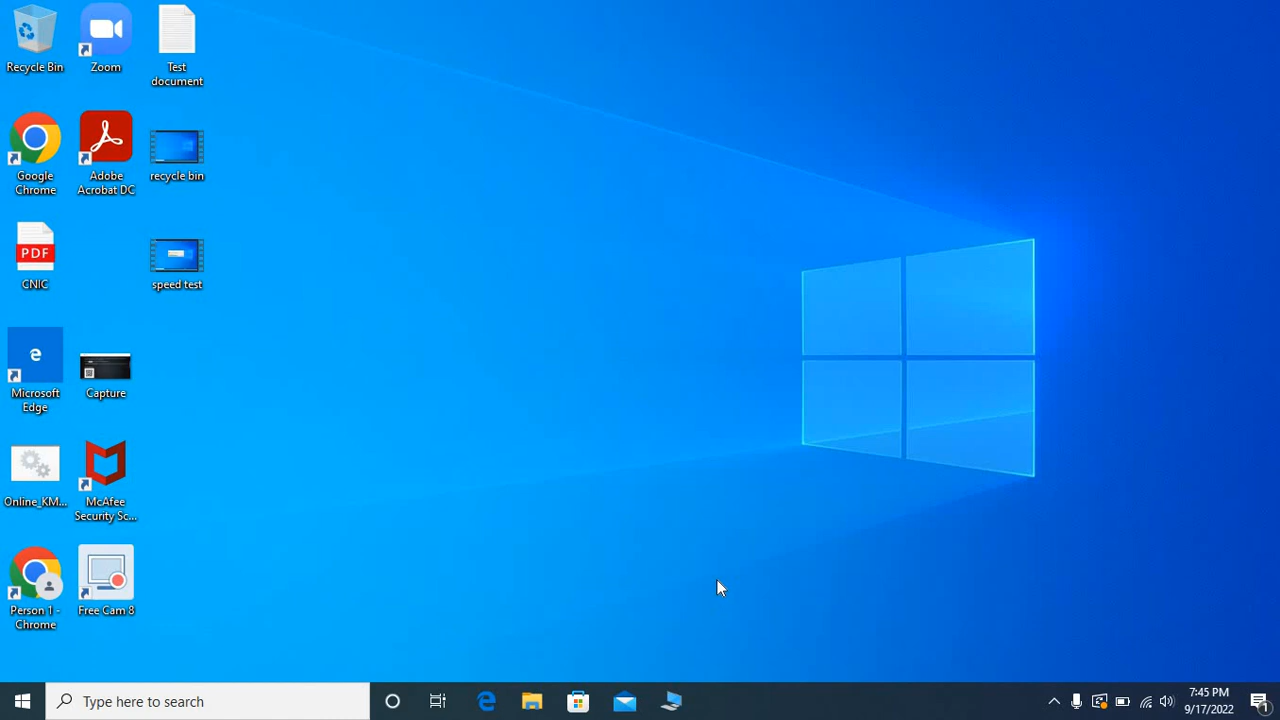 Recycle Bin
Zoom
Test
document
Google
Chrome
Adobe
Acrobat DC
recycle bin
PDF
CNIC
speed test
Microsoft
Edge
Capture
Online_KM...
McAfee
Security Sc...
Person 1 -
Chrome
Free Cam 8
Type here to search
7:45 PM
9/17/2022
1